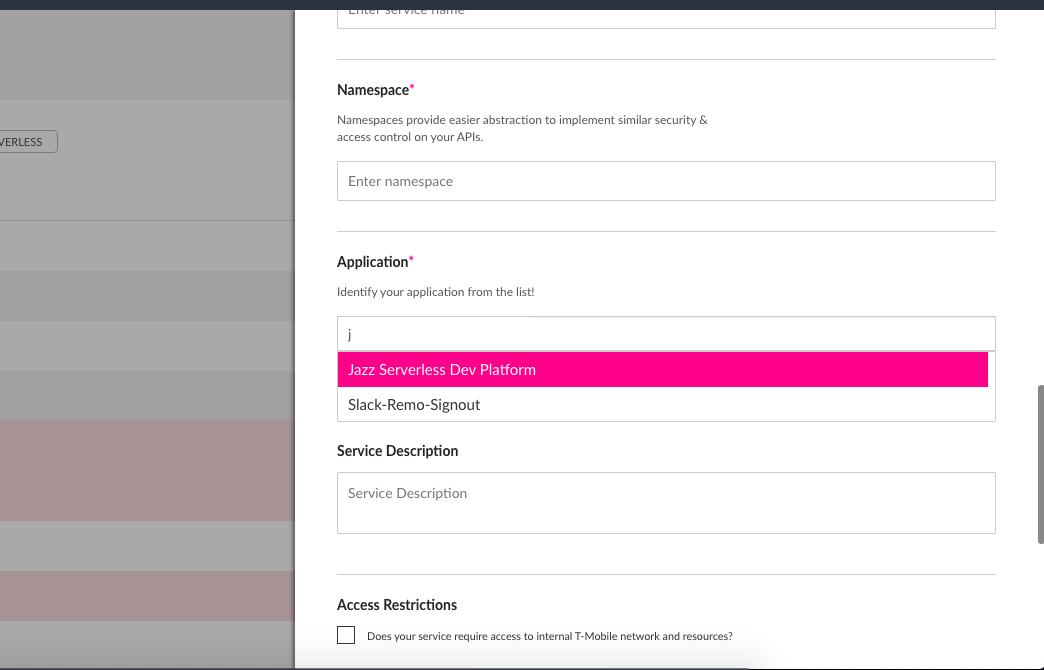 Enter service name
VERLESS
Namespace*
Namespaces provide easier abstraction to implement similar security &
access control on your APIs.
Enter namespace
Application*
Identify your application from the list!
j
Jazz Serverless Dev Platform
Slack-Remo-Signout
Service Description
Service Description
Access Restrictions
Does your service require access to internal T-Mobile network and resources?